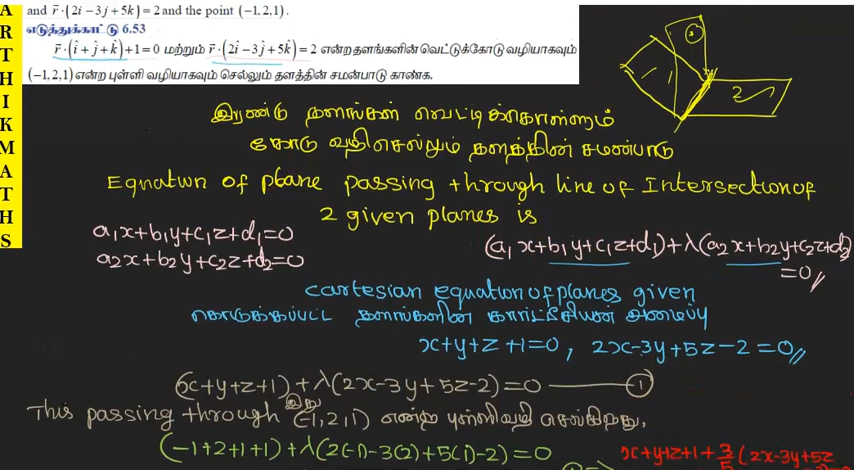 A
R
T
H
I
K
M
A
T
H
S
and r̄·(2i −3j +5k) = 2 and the point (−1,2,1).
எடுத்துக்காட்டு 6.53
r̄·(î + ĵ + k̂)+1=0 மற்றும் r̄·(2î −3ĵ +5k̂) = 2 என்ற தளங்களின் வெட்டுக்கோடு வழியாகவும்
(−1,2,1) என்ற புள்ளி வழியாகவும் செல்லும் தளத்தின் சமன்பாடு காண்க.
1
2
இரண்டு தளங்கள் வெட்டிக்கொள்ளும்
கோடு வழி செல்லும் தளத்தின் சமன்பாடு
Equation of plane passing through line of Intersection of
2 given planes is
a₁x+b₁y+c₁z+d₁=0
a₂x+b₂y+c₂z+d₂=0
(a₁x+b₁y+c₁z+d₁)+λ(a₂x+b₂y+c₂z+d₂)
=0
Cartesian equation of planes given
கொடுக்கப்பட்ட தளங்களின் கார்ட்டீசியன் அமைப்பு
x+y+z+1=0, 2x-3y+5z-2=0
(x+y+z+1)+λ(2x-3y+5z-2)=0 ——— ①
இது
This passing through (-1,2,1) என்ற புள்ளிவழி செல்கிறது.
(-1+2+1+1)+λ(2(-1)-3(2)+5(1)-2)=0
x+y+z+1+3/5(2x-3y+5z